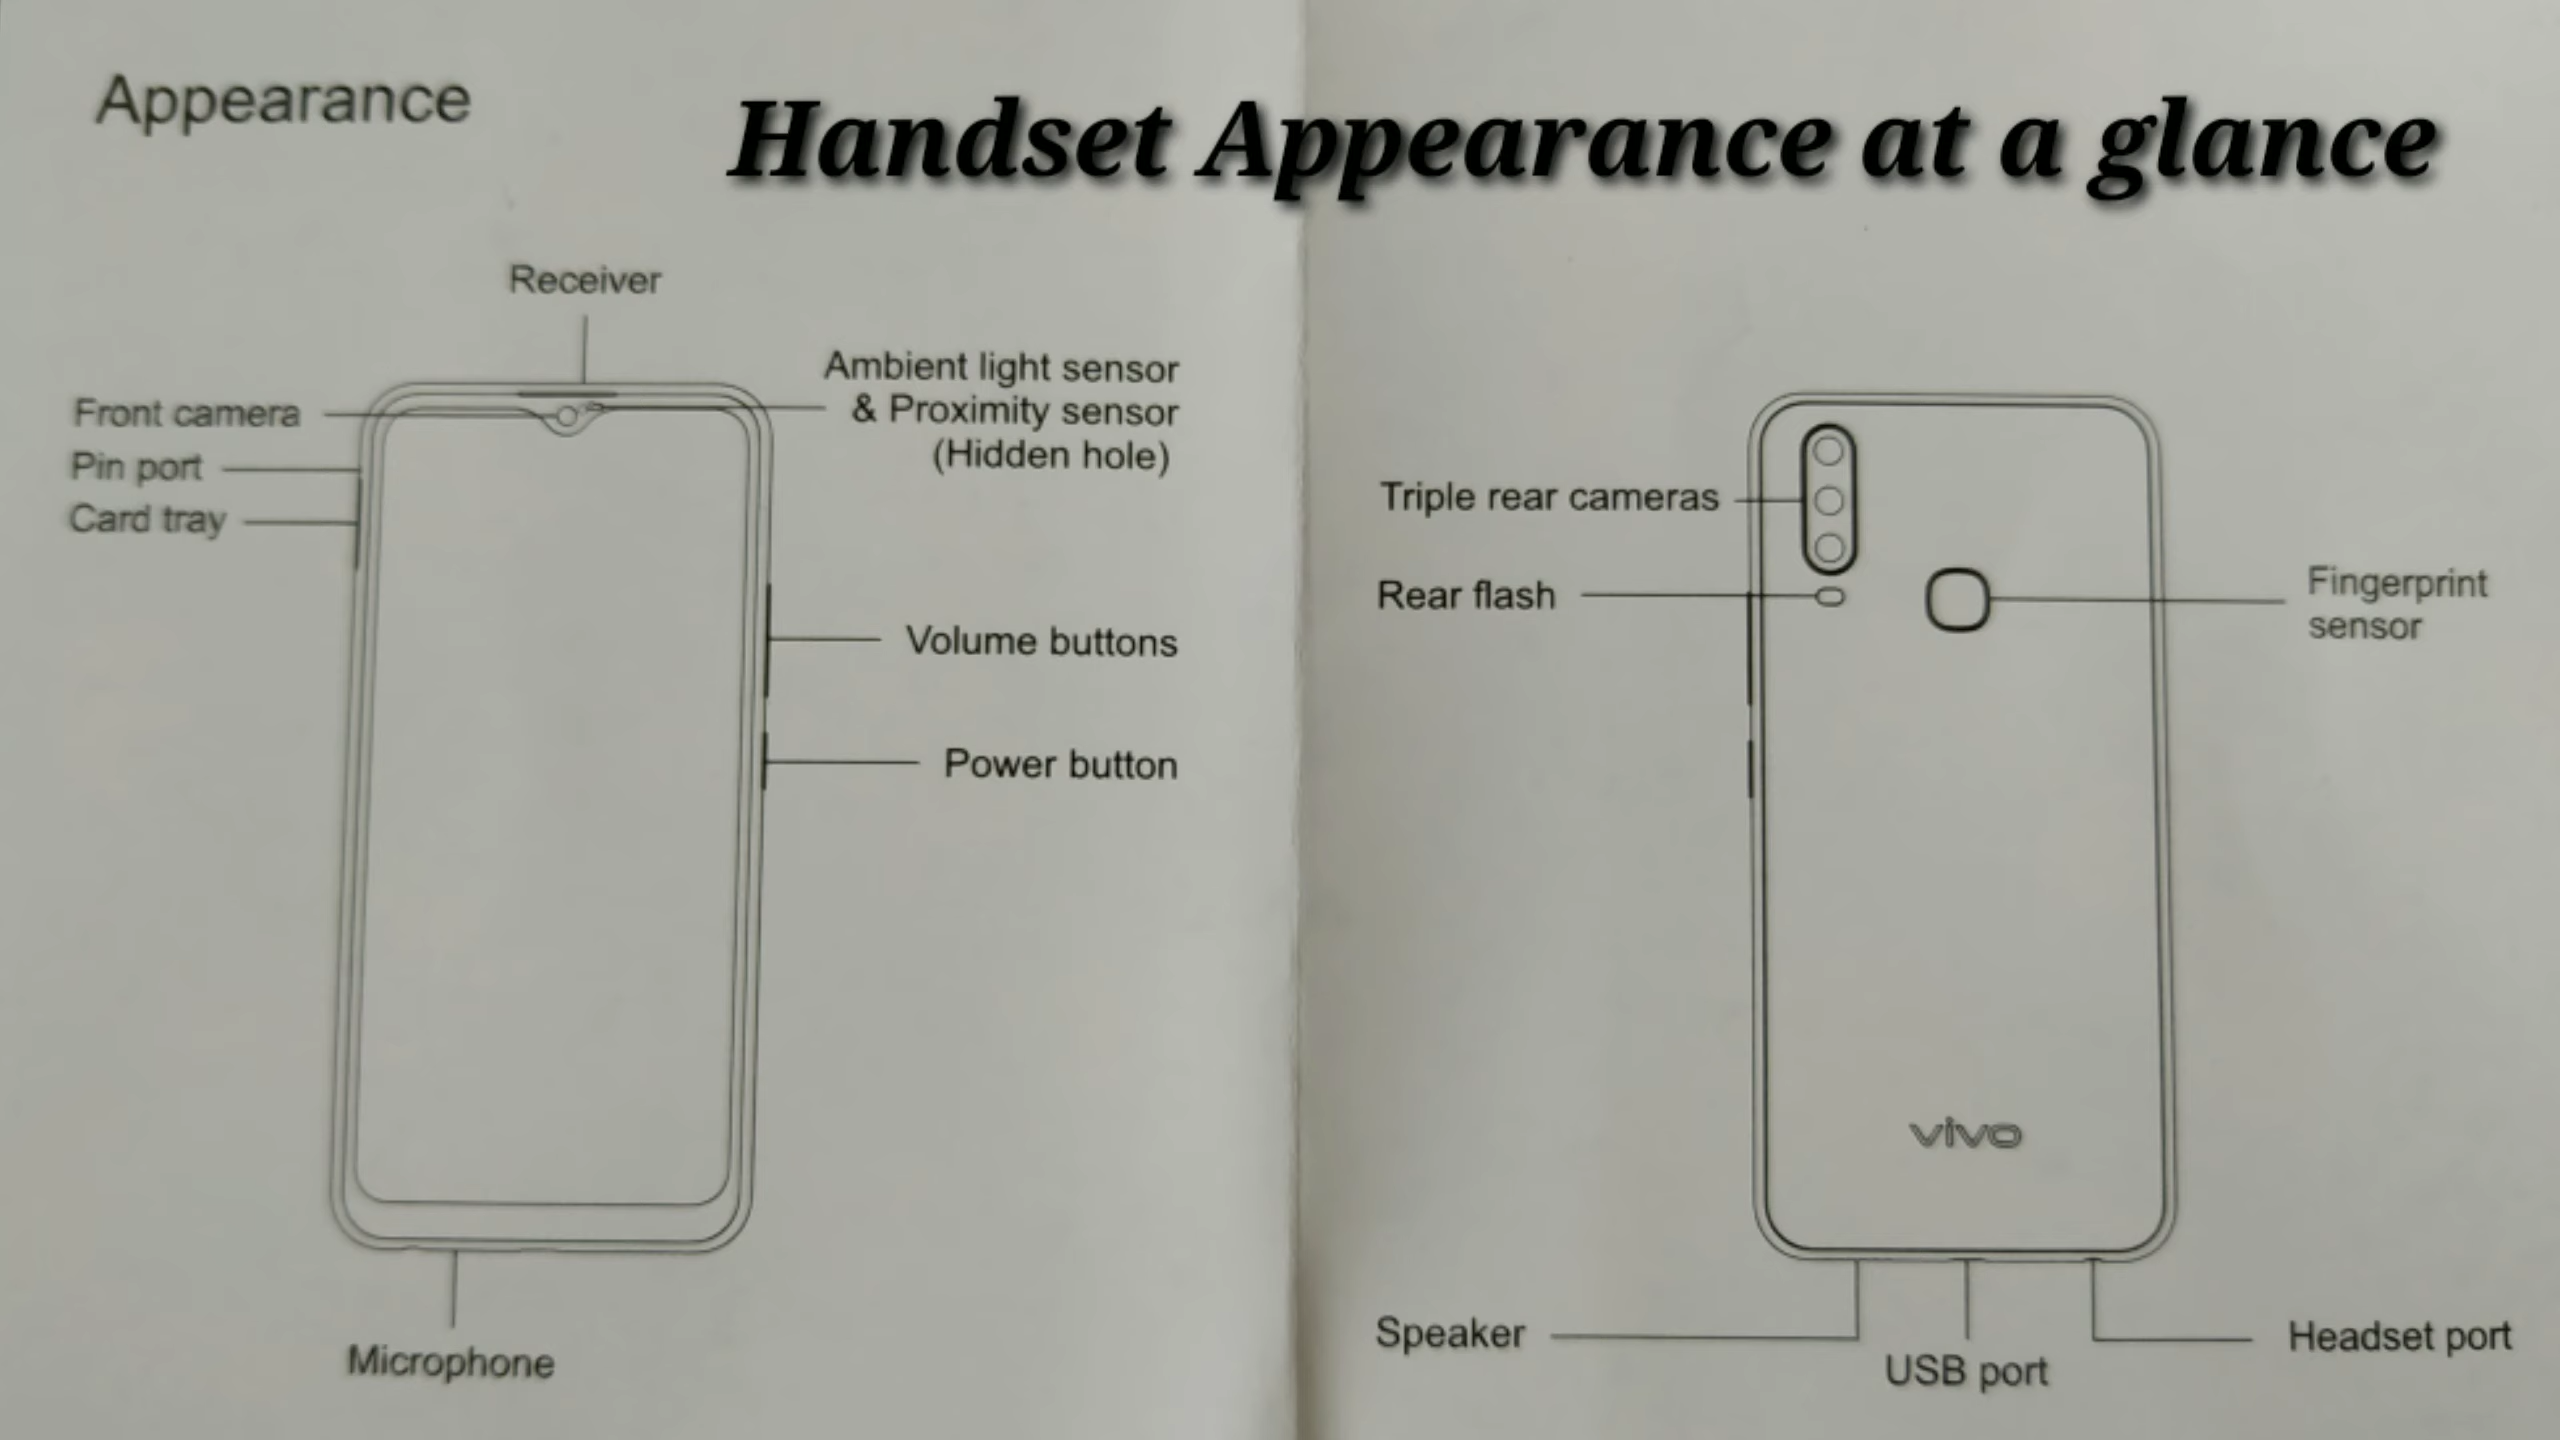 Appearance
Handset Appearance at a glance
Receiver
Front camera
Pin port
Card tray
Ambient light sensor
& Proximity sensor
(Hidden hole)
Volume buttons
Power button
Microphone
Triple rear cameras
Rear flash
Fingerprint
sensor
vivo
Speaker
USB port
Headset port